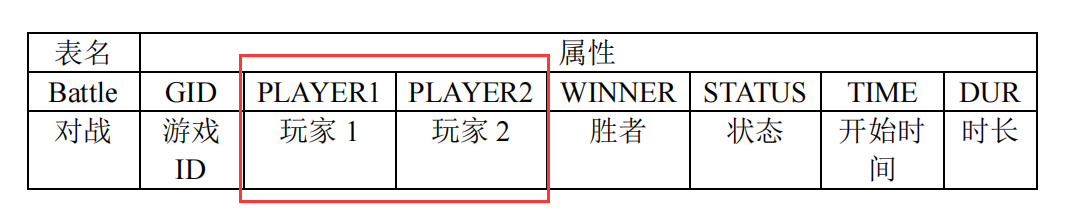 表名 属性
Battle GID PLAYER1 PLAYER2 WINNER STATUS TIME DUR
对战 游戏 玩家 1 玩家 2 胜者 状态 开始时 时长
ID 间